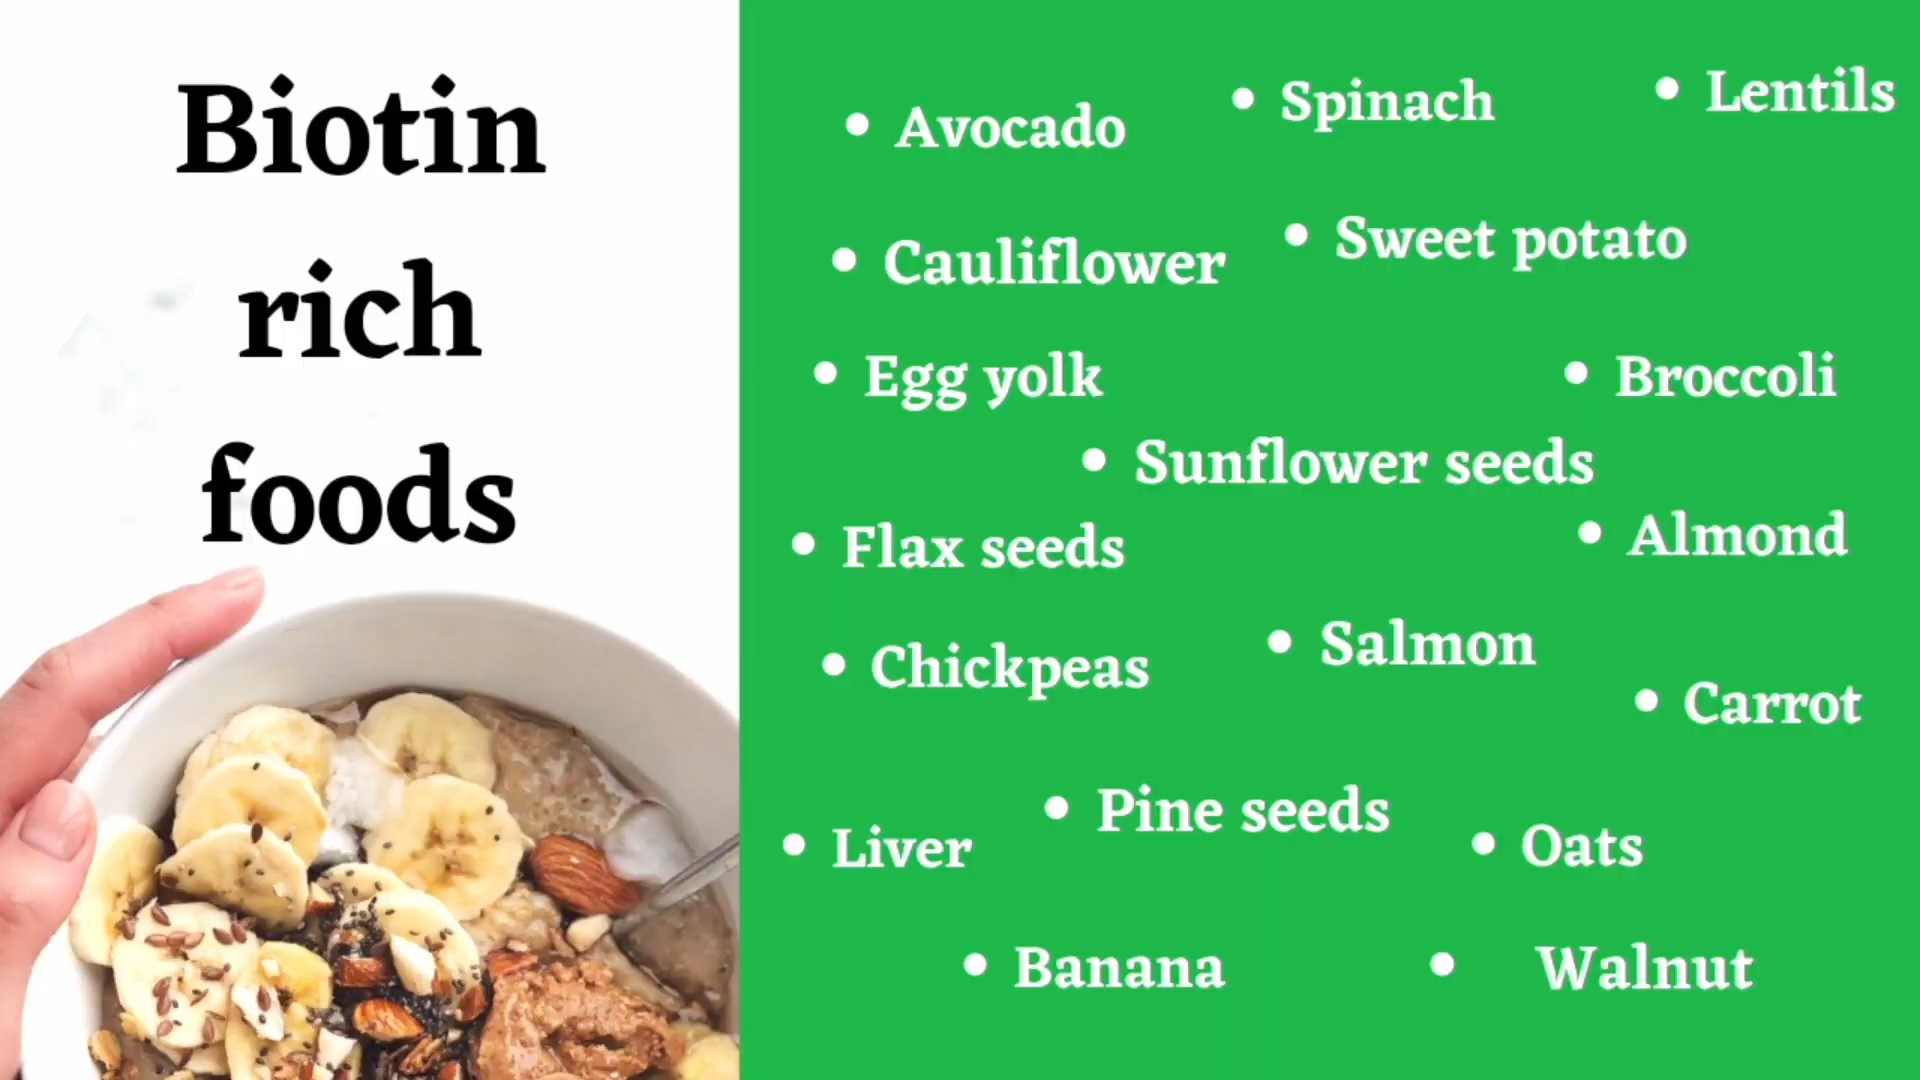 Biotin
rich
foods
• Avocado
• Spinach
• Lentils
• Cauliflower
• Sweet potato
• Egg yolk
• Broccoli
• Sunflower seeds
• Flax seeds
• Almond
• Chickpeas
• Salmon
• Carrot
• Liver
• Pine seeds
• Oats
• Banana
• Walnut